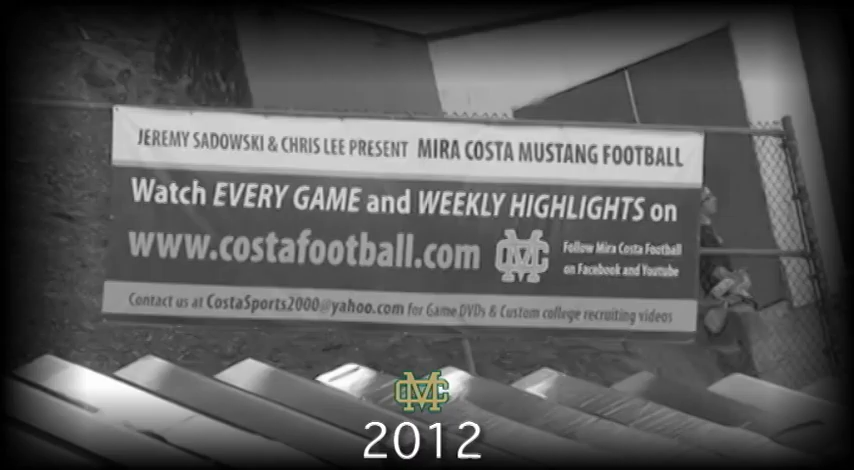 JEREMY SADOWSKI & CHRIS LEE PRESENT MIRA COSTA MUSTANG FOOTBALL
Watch EVERY GAME and WEEKLY HIGHLIGHTS on
www.costafootball.com
MC
Follow Mira Costa Football
on Facebook and Youtube
Contact us at CostaSports2000@yahoo.com for Game DVDs & Custom college recruiting videos
MC
2012